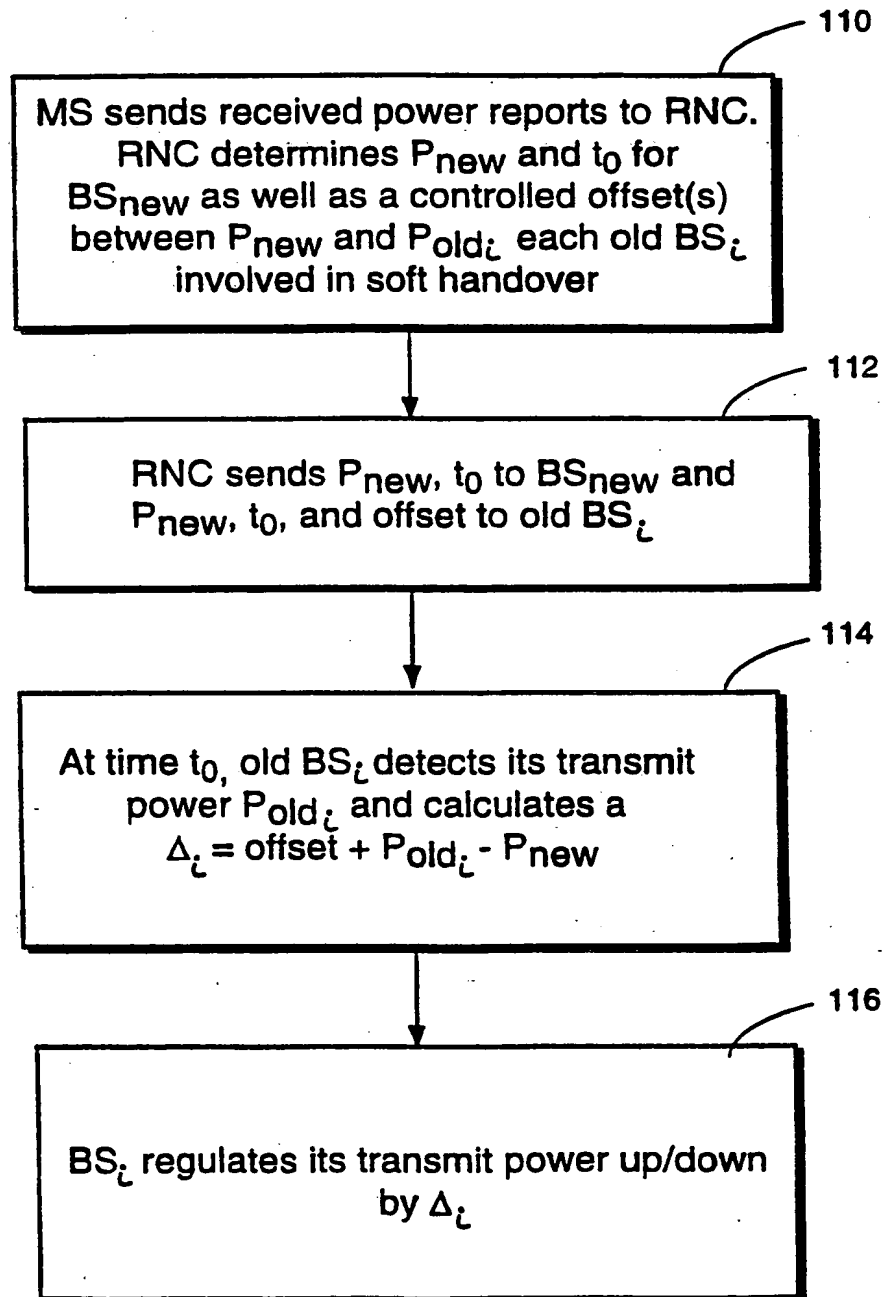 110
MS sends received power reports to RNC.
RNC determines Pnew and t0 for
BSnew as well as a controlled offset(s)
between Pnew and Poldi each old BSi
involved in soft handover
112
RNC sends Pnew, t0 to BSnew and
Pnew, t0, and offset to old BSi
114
At time t0, old BSi detects its transmit
power Poldi and calculates a
Δi = offset + Poldi - Pnew
116
BSi regulates its transmit power up/down
by Δi